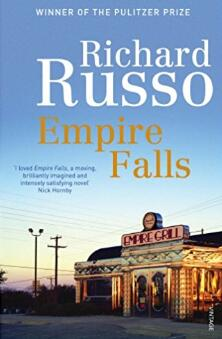 WINNER OF THE PULITZER PRIZE
Richard
Russo
Empire
Falls
'I loved Empire Falls, a moving,
brilliantly imagined and
intensely satisfying novel'
Nick Hornby
EMPIRE GRILL
VINTAGE